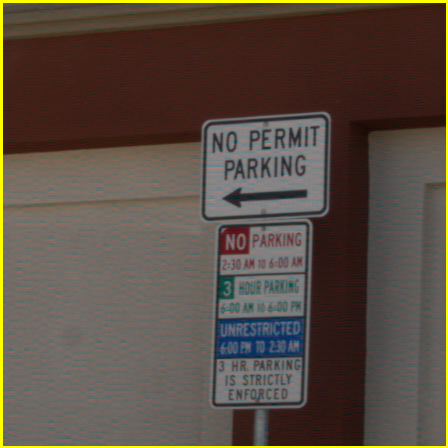 NO PERMIT
PARKING
NO PARKING
2:30 AM TO 6:00 AM
3 HOUR PARKING
6:00 AM TO 6:00 PM
UNRESTRICTED
6:00 PM TO 2:30 AM
3 HR. PARKING
IS STRICTLY
ENFORCED